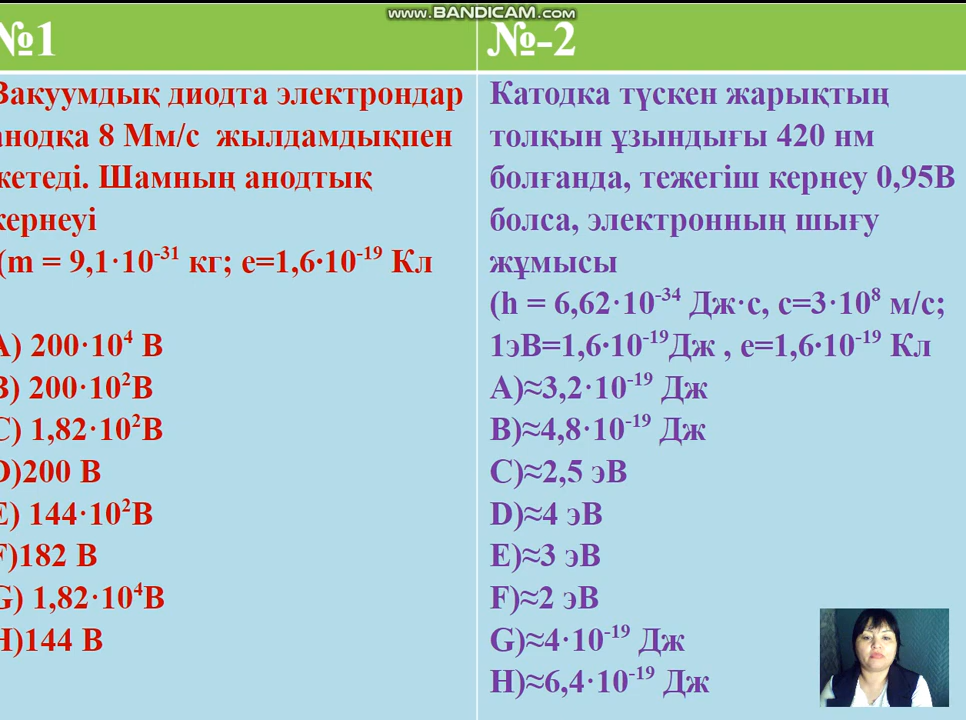 www.BANDICAM.com
№1
Вакуумдық диодта электрондар
анодқа 8 Мм/с жылдамдықпен
жетеді. Шамның анодтық
кернеуі
(m = 9,1·10⁻³¹ кг; e=1,6·10⁻¹⁹ Кл
A) 200·10⁴ В
B) 200·10²В
C) 1,82·10²В
D)200 В
E) 144·10²В
F)182 В
G) 1,82·10⁴В
H)144 В
№-2
Катодка түскен жарықтың
толқын ұзындығы 420 нм
болғанда, тежегіш кернеу 0,95В
болса, электронның шығу
жұмысы
(h = 6,62·10⁻³⁴ Дж·с, с=3·10⁸ м/с;
1эВ=1,6·10⁻¹⁹Дж , e=1,6·10⁻¹⁹ Кл
A)≈3,2·10⁻¹⁹ Дж
B)≈4,8·10⁻¹⁹ Дж
C)≈2,5 эВ
D)≈4 эВ
E)≈3 эВ
F)≈2 эВ
G)≈4·10⁻¹⁹ Дж
H)≈6,4·10⁻¹⁹ Дж